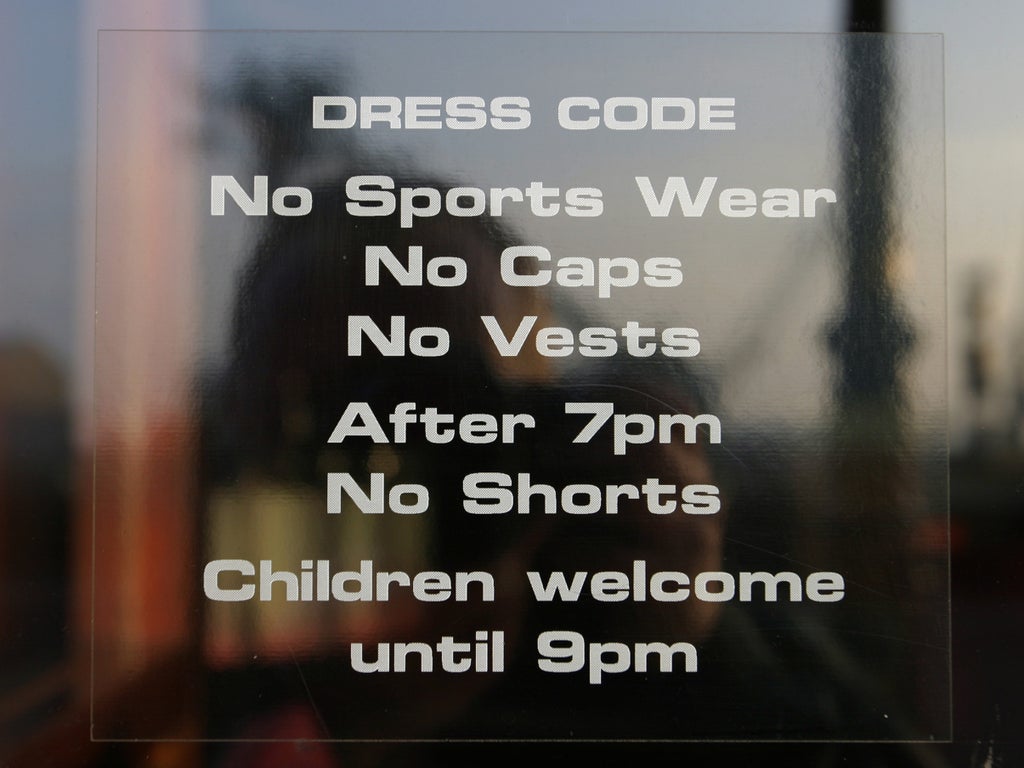 DRESS CODE
No Sports Wear
No Caps
No Vests
After 7pm
No Shorts
Children welcome
until 9pm